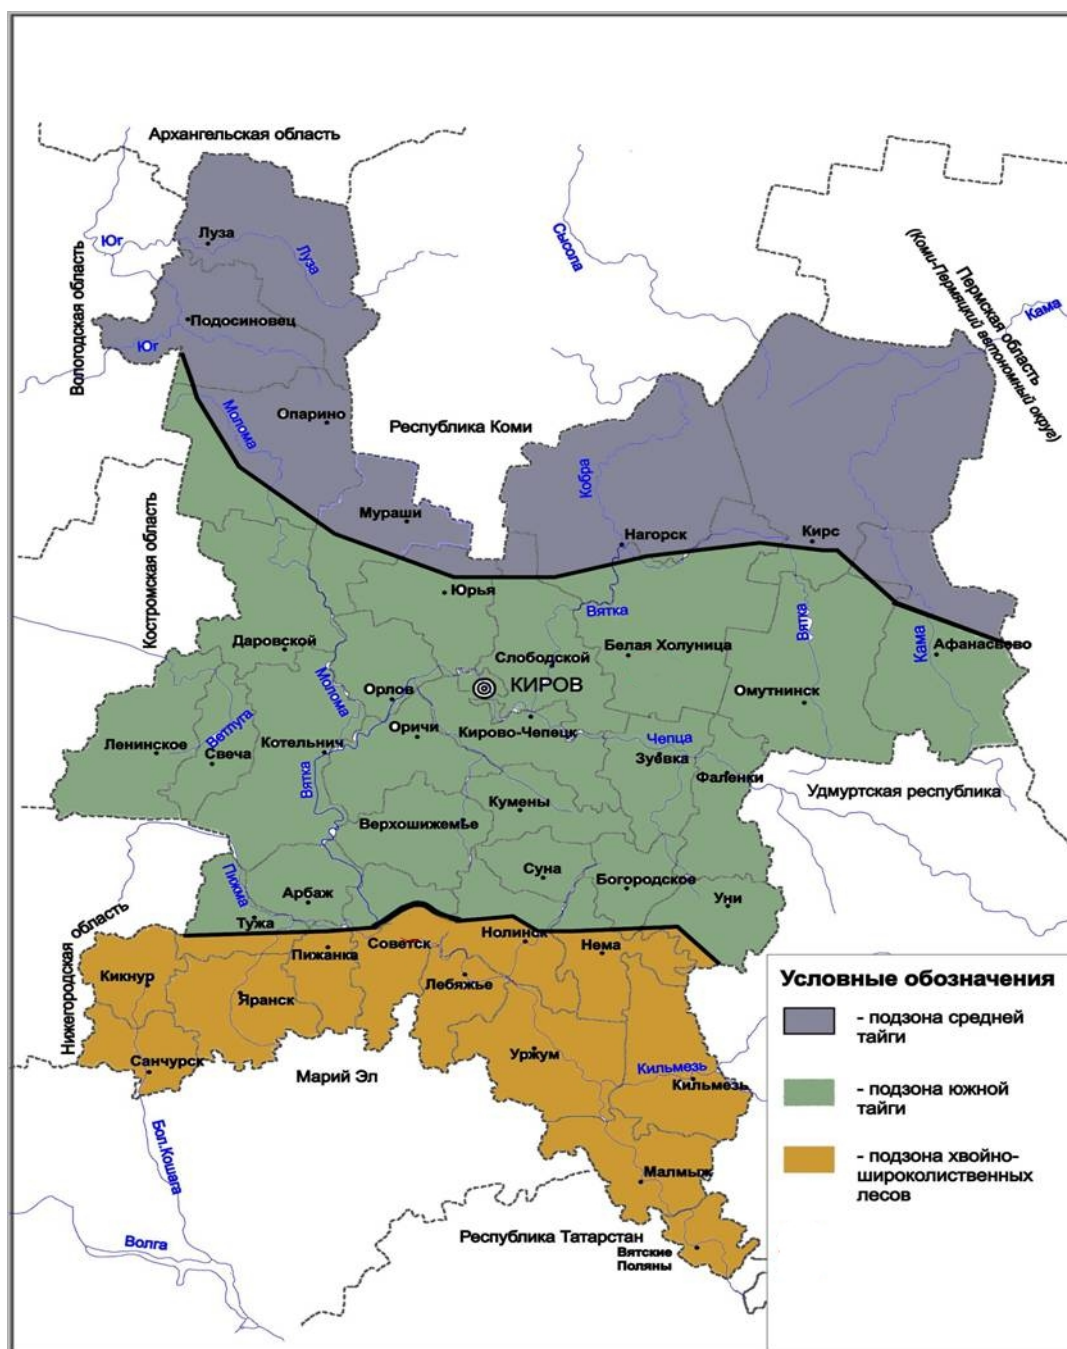 Архангельская область
Юг
Луза
Луза
Сысола
Вологодская область
Пермская область
(Коми-Пермяцкий автономный округ)
Кама
Подосиновец
Юг
Молома
Опарино
Республика Коми
Кобра
Мураши
Нагорск
Кирс
Костромская область
Юрья
Вятка
Вятка
Кама
Даровской
Слободской
Белая Холуница
Афанасьево
Молома
Орлов
КИРОВ
Омутнинск
Ветлуга
Оричи
Кирово-Чепецк
Чепца
Ленинское
Свеча
Котельнич
Зуевка
Фаленки
Вятка
Удмуртская республика
Кумены
Верхошижемье
Пижма
Арбаж
Суна
Богородское
Уни
Тужа
Нижегородская область
Пижанка
Советск
Нолинск
Нема
Кикнур
Яранск
Лебяжье
Санчурск
Марий Эл
Уржум
Кильмезь
Кильмезь
Бол.Кошага
Малмыж
Волга
Республика Татарстан
Вятские
Поляны
Условные обозначения
- подзона средней
тайги
- подзона южной
тайги
- подзона хвойно-
широколиственных
лесов